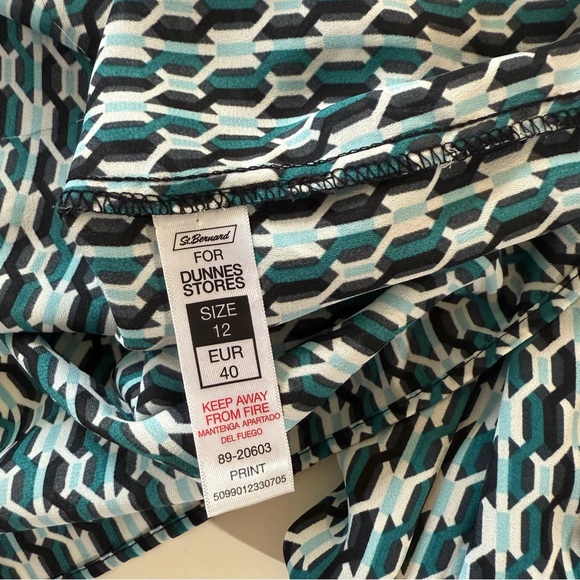 St.Bernard
FOR
DUNNES
STORES
SIZE
12
EUR
40
KEEP AWAY
FROM FIRE
MANTENGA APARTADO
DEL FUEGO
89-20603
PRINT
5099012330705